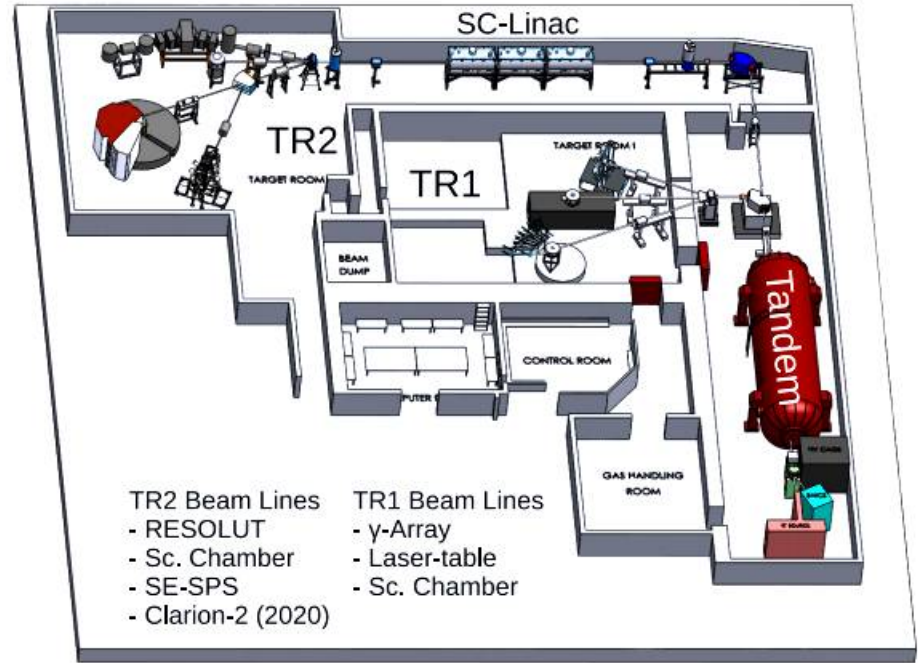 SC-Linac
TR2
TARGET ROOM
TR1
TARGET ROOM I
BEAM
DUMP
Tandem
CONTROL ROOM
GAS HANDLING
ROOM
TR2 Beam Lines
- RESOLUT
- Sc. Chamber
- SE-SPS
- Clarion-2 (2020)
TR1 Beam Lines
- γ-Array
- Laser-table
- Sc. Chamber